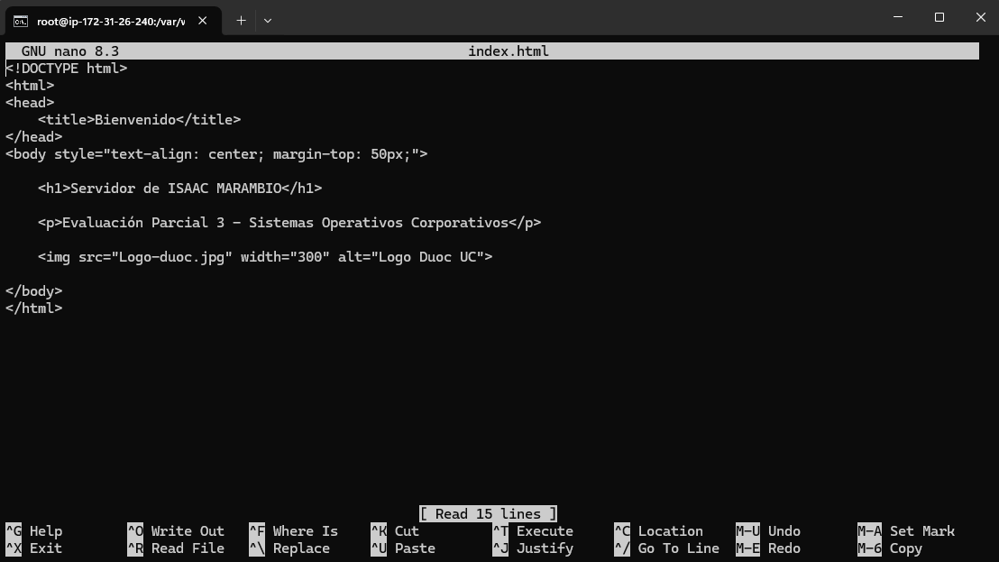 root@ip-172-31-26-240:/var/v
GNU nano 8.3 index.html
<!DOCTYPE html>
<html>
<head>
    <title>Bienvenido</title>
</head>
<body style="text-align: center; margin-top: 50px;">
    <h1>Servidor de ISAAC MARAMBIO</h1>
    <p>Evaluación Parcial 3 - Sistemas Operativos Corporativos</p>
    <img src="Logo-duoc.jpg" width="300" alt="Logo Duoc UC">
</body>
</html>
[ Read 15 lines ]
^G Help ^O Write Out ^F Where Is ^K Cut ^T Execute ^C Location M-U Undo M-A Set Mark
^X Exit ^R Read File ^\ Replace ^U Paste ^J Justify ^/ Go To Line M-E Redo M-6 Copy